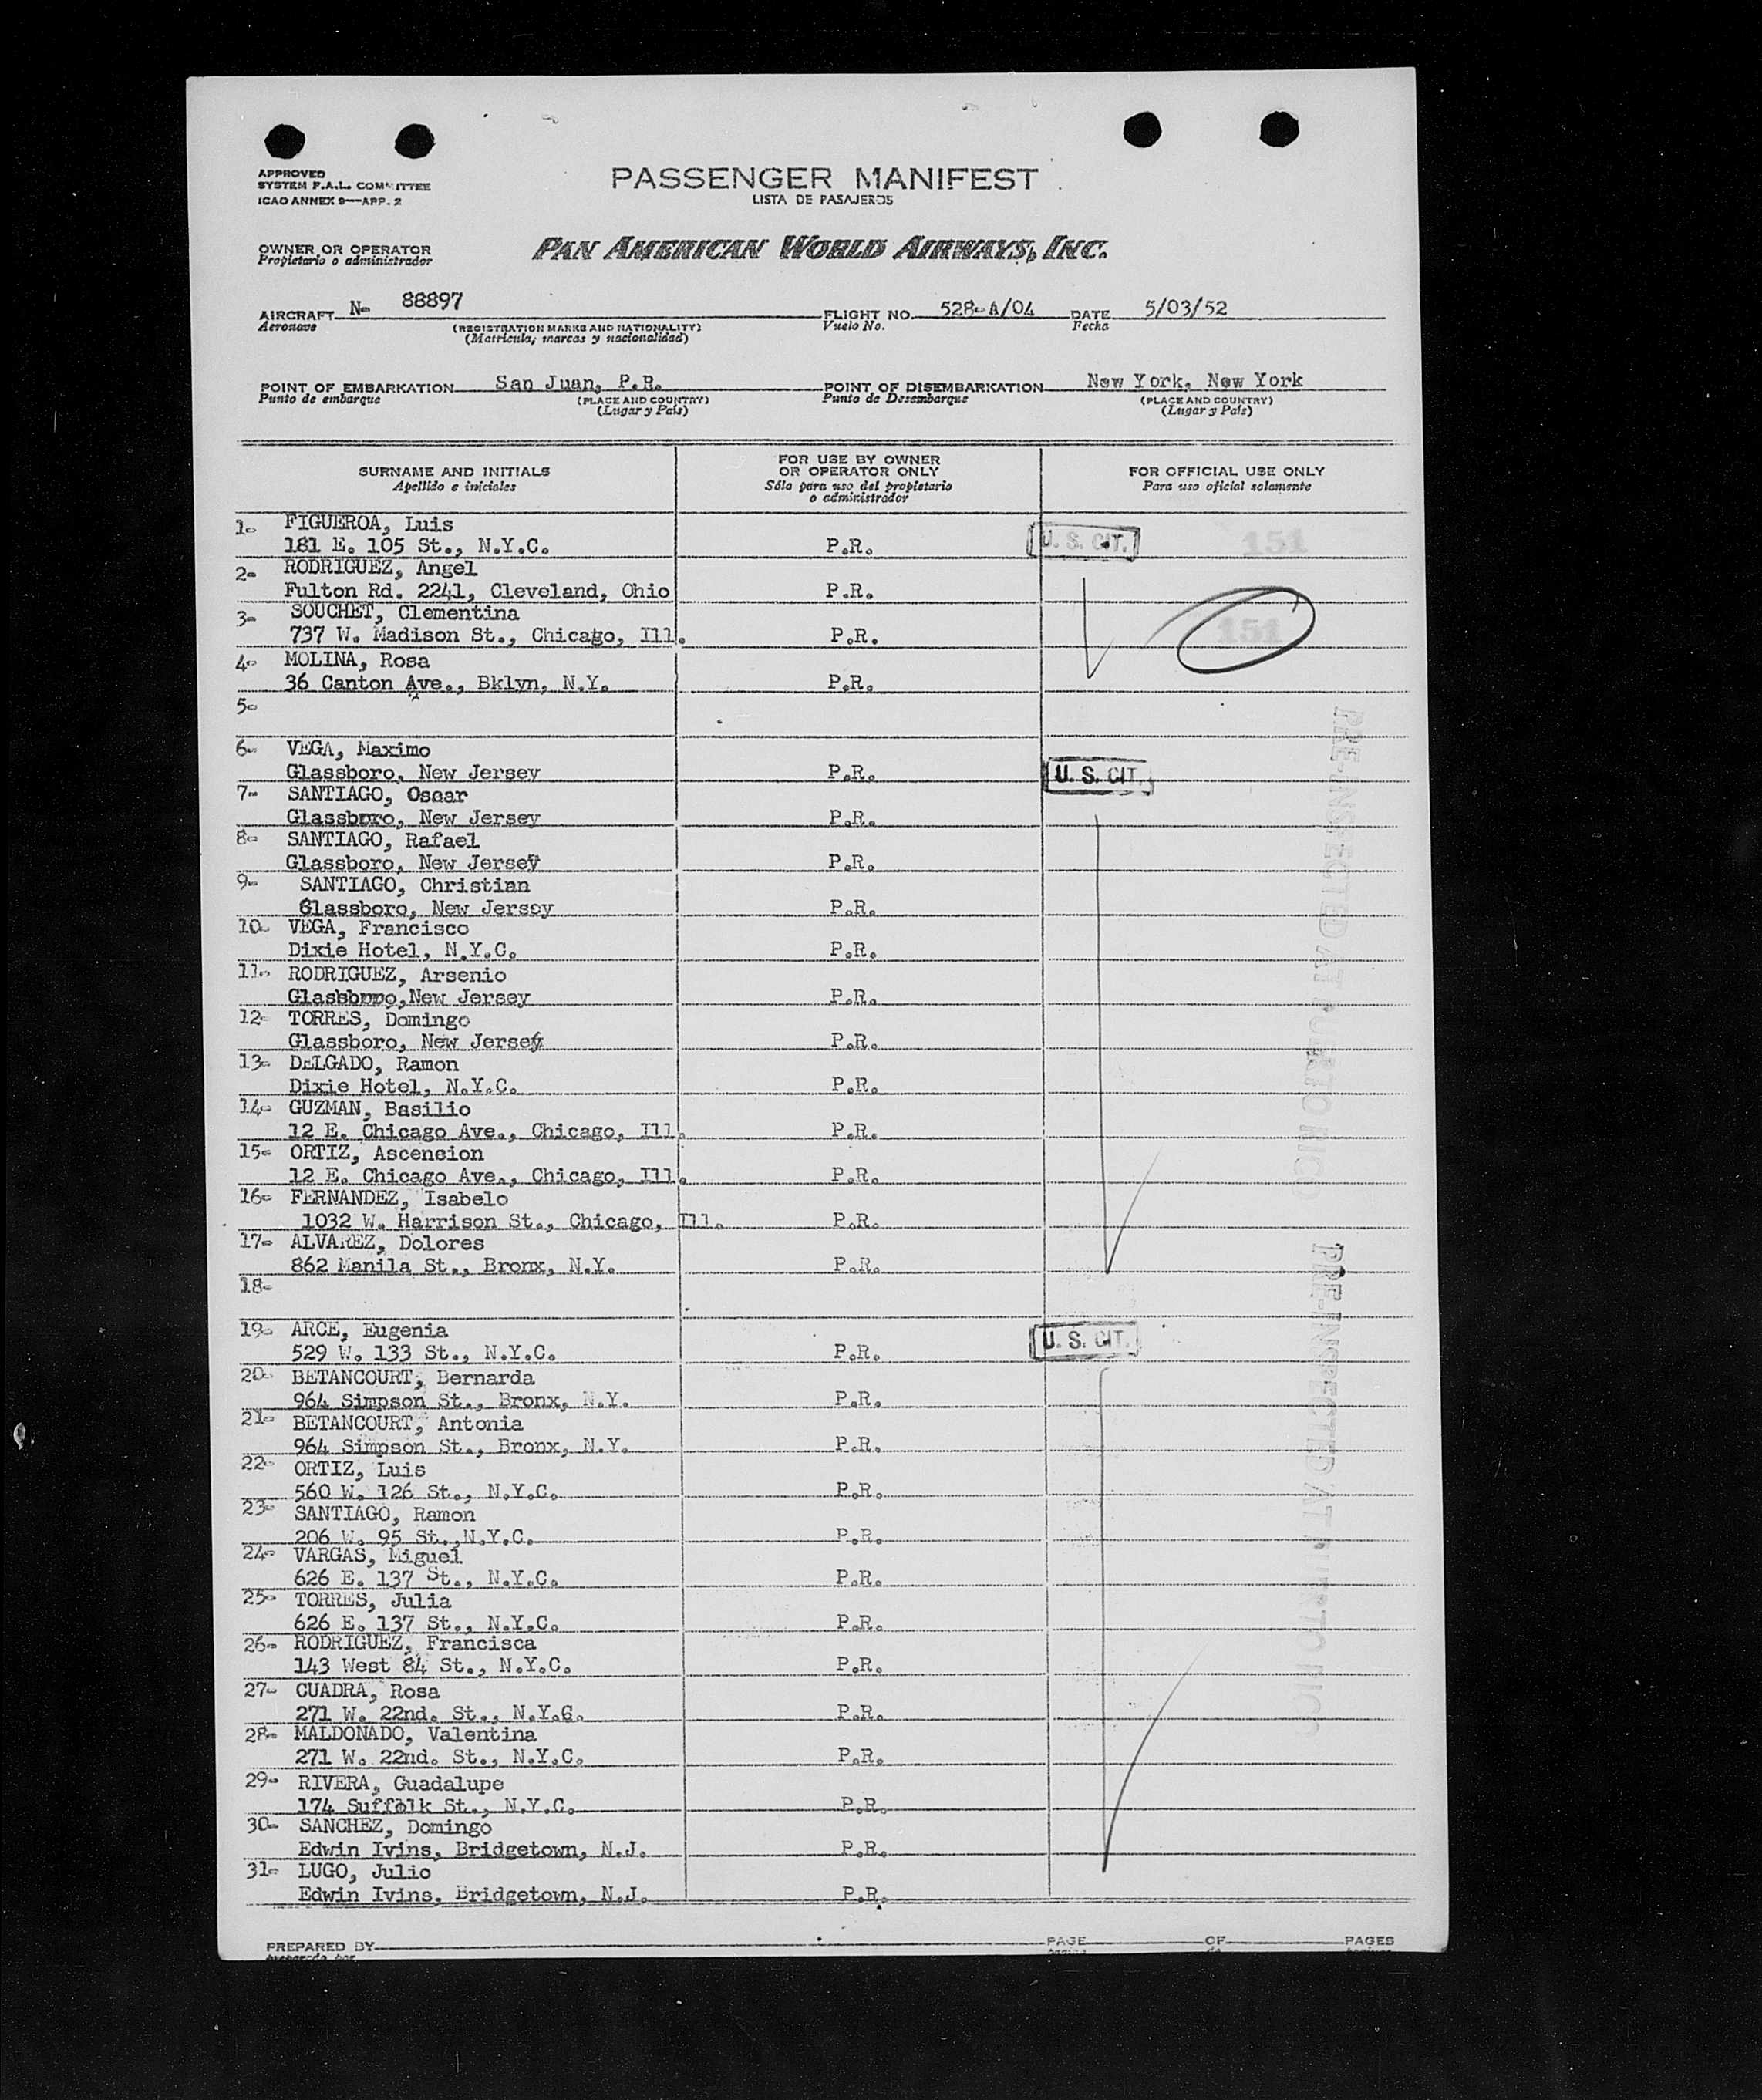 APPROVED
SYSTEM F.A.L. COMMITTEE
ICAO ANNEX 9—APP. 2
PASSENGER MANIFEST
LISTA DE PASAJEROS
OWNER OR OPERATOR
Propietario o administrador
PAN AMERICAN WORLD AIRWAYS, INC.
AIRCRAFT N- 88897 FLIGHT NO. 528-A/04 DATE 5/03/52
Aeronave (REGISTRATION MARKS AND NATIONALITY) Vuelo No. Fecha
(Matrícula, marcas y nacionalidad)
POINT OF EMBARKATION San Juan, P.R. POINT OF DISEMBARKATION New York, New York
Punto de embarque (PLACE AND COUNTRY) Punto de Desembarque (PLACE AND COUNTRY)
(Lugar y País) (Lugar y País)
SURNAME AND INITIALS FOR USE BY OWNER OR OPERATOR ONLY FOR OFFICIAL USE ONLY
Apellido e iniciales Sóla para uso del propietario o administrador Para uso oficial solamente
1- FIGUEROA, Luis
181 E. 105 St., N.Y.C. P.R. U. S. CIT. 151
2- RODRIGUEZ, Angel
Fulton Rd. 2241, Cleveland, Ohio P.R.
3- SOUCHET, Clementina
737 W. Madison St., Chicago, Ill. P.R. 151
4- MOLINA, Rosa
36 Canton Ave., Bklyn, N.Y. P.R.
5-
6- VEGA, Maximo
Glassboro, New Jersey P.R. U. S. CIT.
7- SANTIAGO, Oscar
Glassboro, New Jersey P.R.
8- SANTIAGO, Rafael
Glassboro, New Jersey P.R.
9- SANTIAGO, Christian
Glassboro, New Jersey P.R.
10- VEGA, Francisco
Dixie Hotel, N.Y.C. P.R.
11- RODRIGUEZ, Arsenio
Glassboro, New Jersey P.R.
12- TORRES, Domingo
Glassboro, New Jersey P.R.
13- DELGADO, Ramon
Dixie Hotel, N.Y.C. P.R.
14- GUZMAN, Basilio
12 E. Chicago Ave., Chicago, Ill. P.R.
15- ORTIZ, Ascension
12 E. Chicago Ave., Chicago, Ill. P.R.
16- FERNANDEZ, Isabelo
1032 W. Harrison St., Chicago, Ill. P.R.
17- ALVAREZ, Dolores
862 Manila St., Bronx, N.Y. P.R.
18-
PRE-INSPECTED AT PUERTO RICO
19- ARCE, Eugenia
529 W. 133 St., N.Y.C. P.R. U. S. CIT.
20- BETANCOURT, Bernarda
964 Simpson St., Bronx, N.Y. P.R.
21- BETANCOURT, Antonia
964 Simpson St., Bronx, N.Y. P.R.
22- ORTIZ, Luis
560 W. 126 St., N.Y.C. P.R.
23- SANTIAGO, Ramon
206 W. 95 St., N.Y.C. P.R.
24- VARGAS, Miguel
626 E. 137 St., N.Y.C. P.R.
25- TORRES, Julia
626 E. 137 St., N.Y.C. P.R.
26- RODRIGUEZ, Francisca
143 West 84 St., N.Y.C. P.R.
27- CUADRA, Rosa
271 W. 22nd. St., N.Y.C. P.R.
28- MALDONADO, Valentina
271 W. 22nd. St., N.Y.C. P.R.
29- RIVERA, Guadalupe
174 Suffolk St., N.Y.C. P.R.
30- SANCHEZ, Domingo
Edwin Ivins, Bridgetown, N.J. P.R.
31- LUGO, Julio
Edwin Ivins, Bridgetown, N.J. P.R.
PRE-INSPECTED AT PUERTO RICO
PREPARED BY PAGE OF PAGES